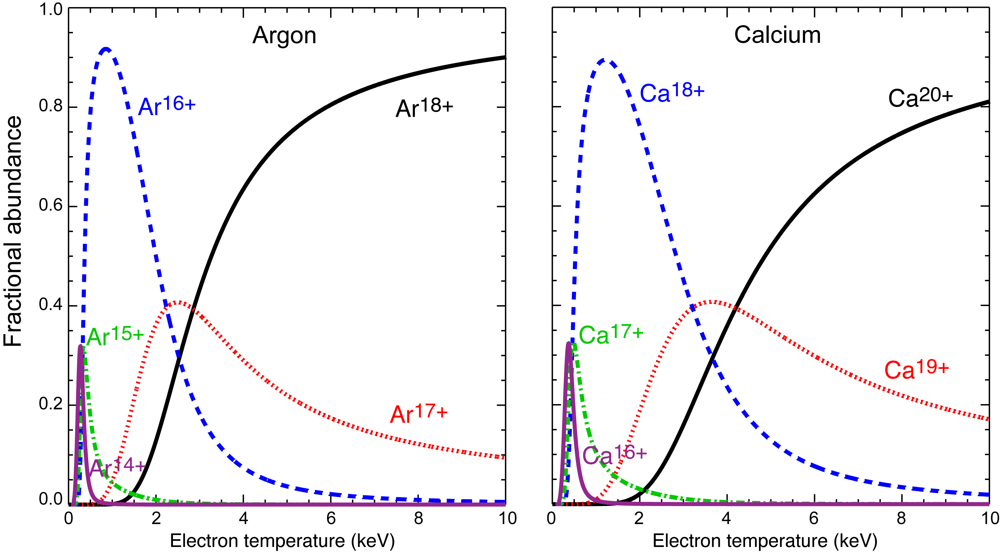 Fractional abundance
1.0
0.8
0.6
0.4
0.2
0.0
Argon
Ar16+
Ar18+
Ar15+
Ar17+
Ar14+
0 2 4 6 8 10
Electron temperature (keV)
Calcium
Ca18+
Ca20+
Ca17+
Ca19+
Ca16+
0 2 4 6 8 10
Electron temperature (keV)